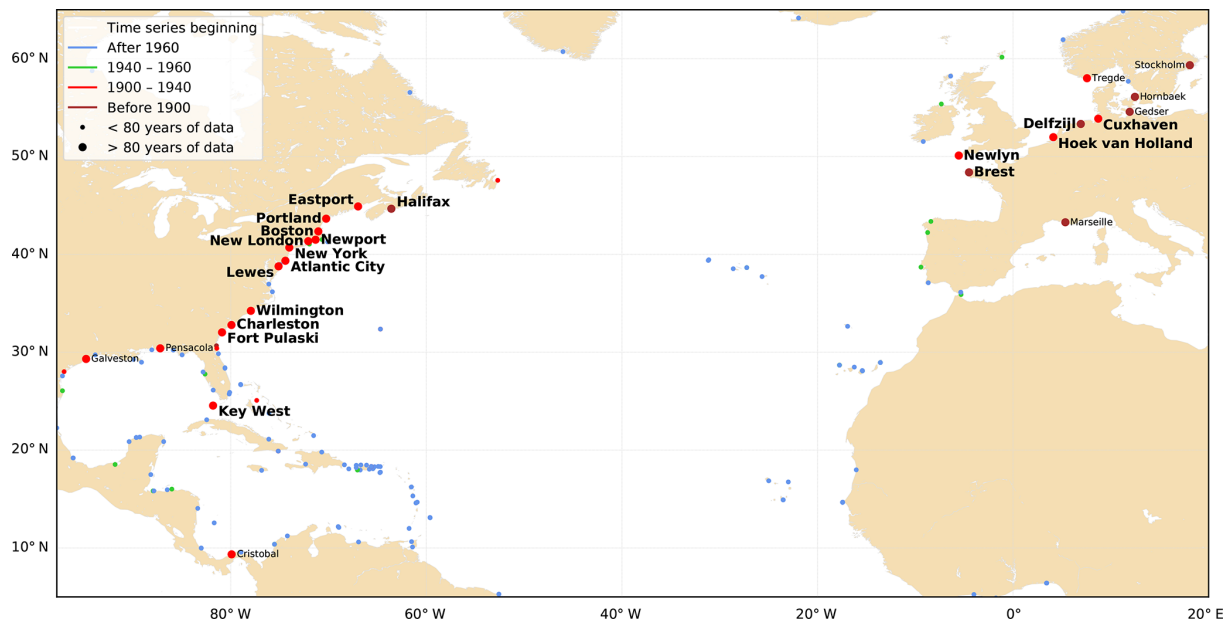 Time series beginning
After 1960
1940 – 1960
1900 – 1940
Before 1900
< 80 years of data
> 80 years of data
60° N
50° N
40° N
30° N
20° N
10° N
Stockholm
Tregde
Hornbaek
Gedser
Delfzijl
Cuxhaven
Hoek van Holland
Newlyn
Brest
Marseille
Eastport
Halifax
Portland
Boston
New London
Newport
New York
Atlantic City
Lewes
Wilmington
Charleston
Fort Pulaski
Pensacola
Galveston
Key West
Cristobal
80° W
60° W
40° W
20° W
0°
20° E